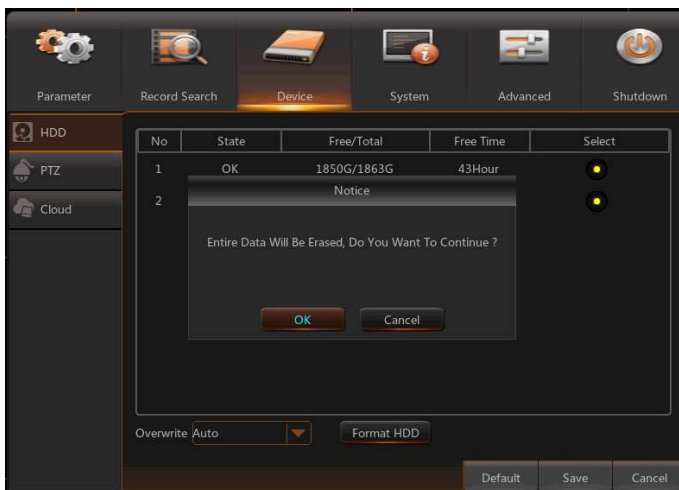 Parameter Record Search Device System Advanced Shutdown
HDD
PTZ
Cloud
No State Free/Total Free Time Select
1 OK 1850G/1863G 43Hour
2
Notice
Entire Data Will Be Erased, Do You Want To Continue ?
OK Cancel
Overwrite Auto Format HDD
Default Save Cancel